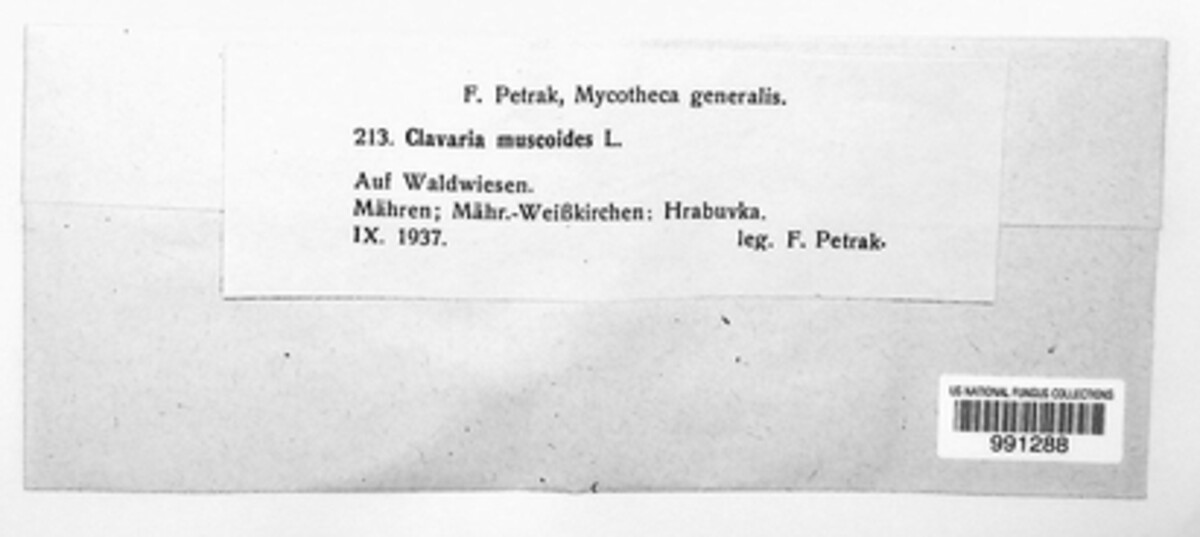 F. Petrak, Mycotheca generalis.
213. Clavaria muscoides L.
Auf Waldwiesen.
Mähren; Mähr.-Weißkirchen: Hrabuvka.
IX. 1937. leg. F. Petrak.
US NATIONAL FUNGUS COLLECTIONS
991288